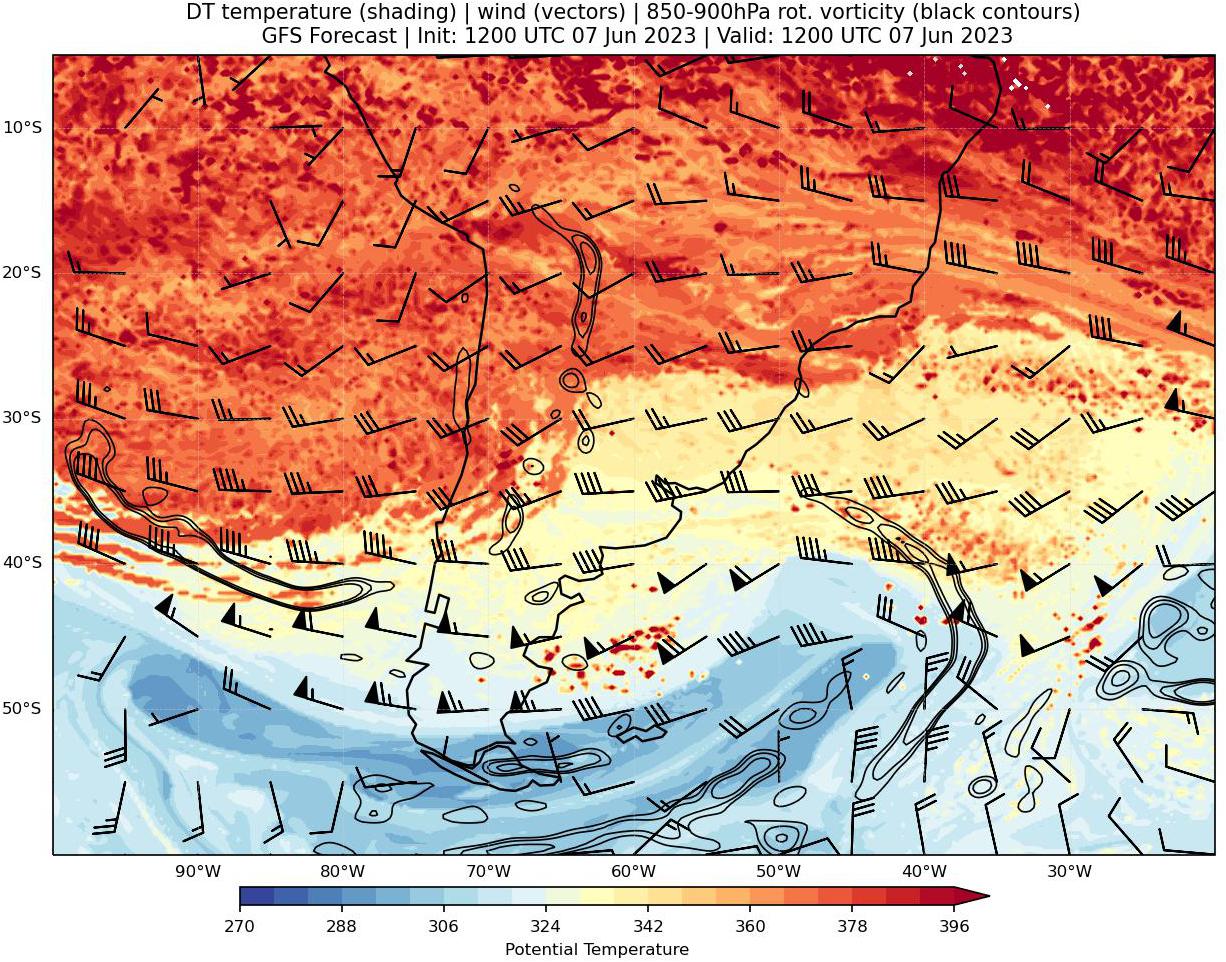 DT temperature (shading) | wind (vectors) | 850-900hPa rot. vorticity (black contours)
GFS Forecast | Init: 1200 UTC 07 Jun 2023 | Valid: 1200 UTC 07 Jun 2023
10°S
20°S
30°S
40°S
50°S
90°W 80°W 70°W 60°W 50°W 40°W 30°W
270 288 306 324 342 360 378 396
Potential Temperature